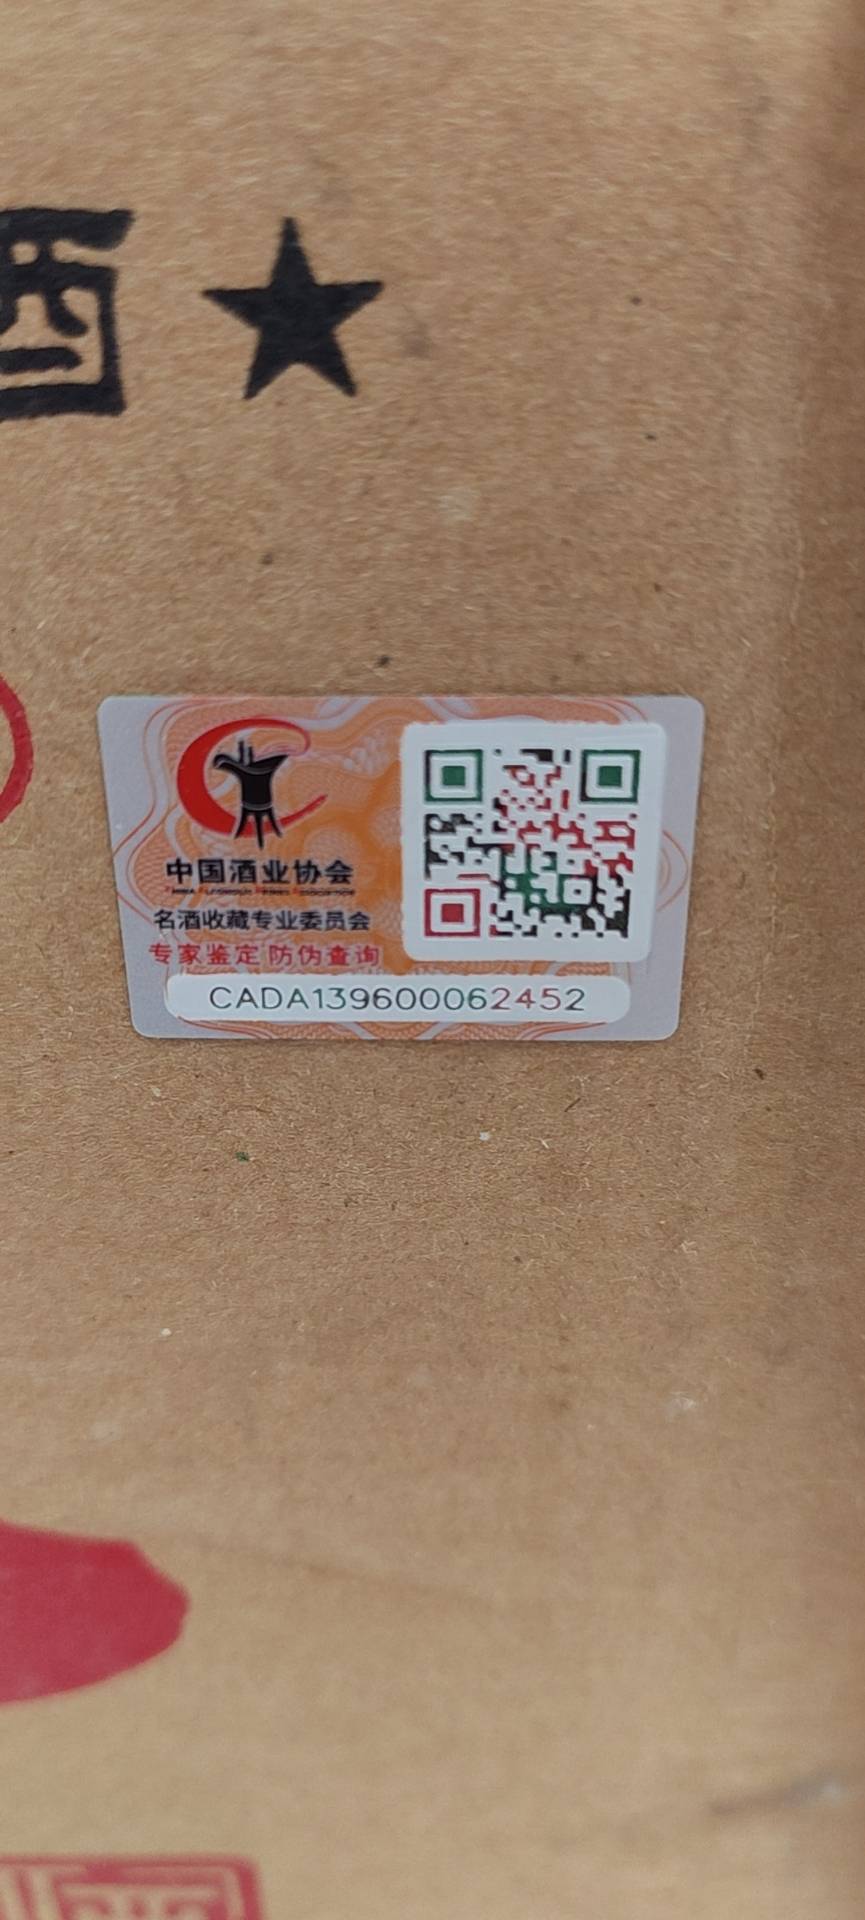 酒★
中国酒业协会
名酒收藏专业委员会
专家鉴定 防伪查询
CADA139600062452